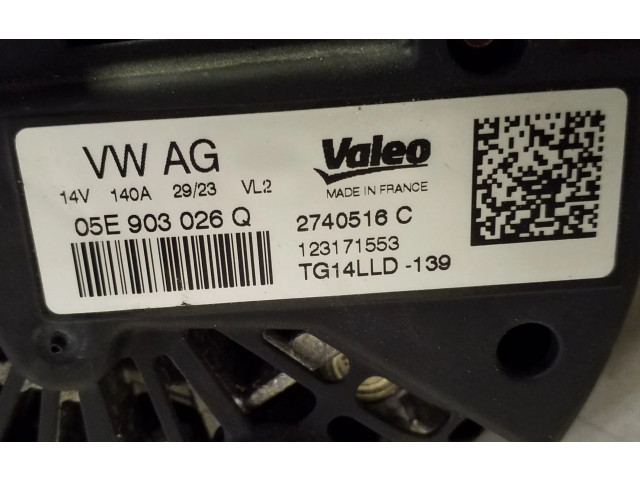 VW AG
14V 140A 29/23 VL2
05E 903 026 Q
Valeo
MADE IN FRANCE
2740516 C
123171553
TG14LLD -139